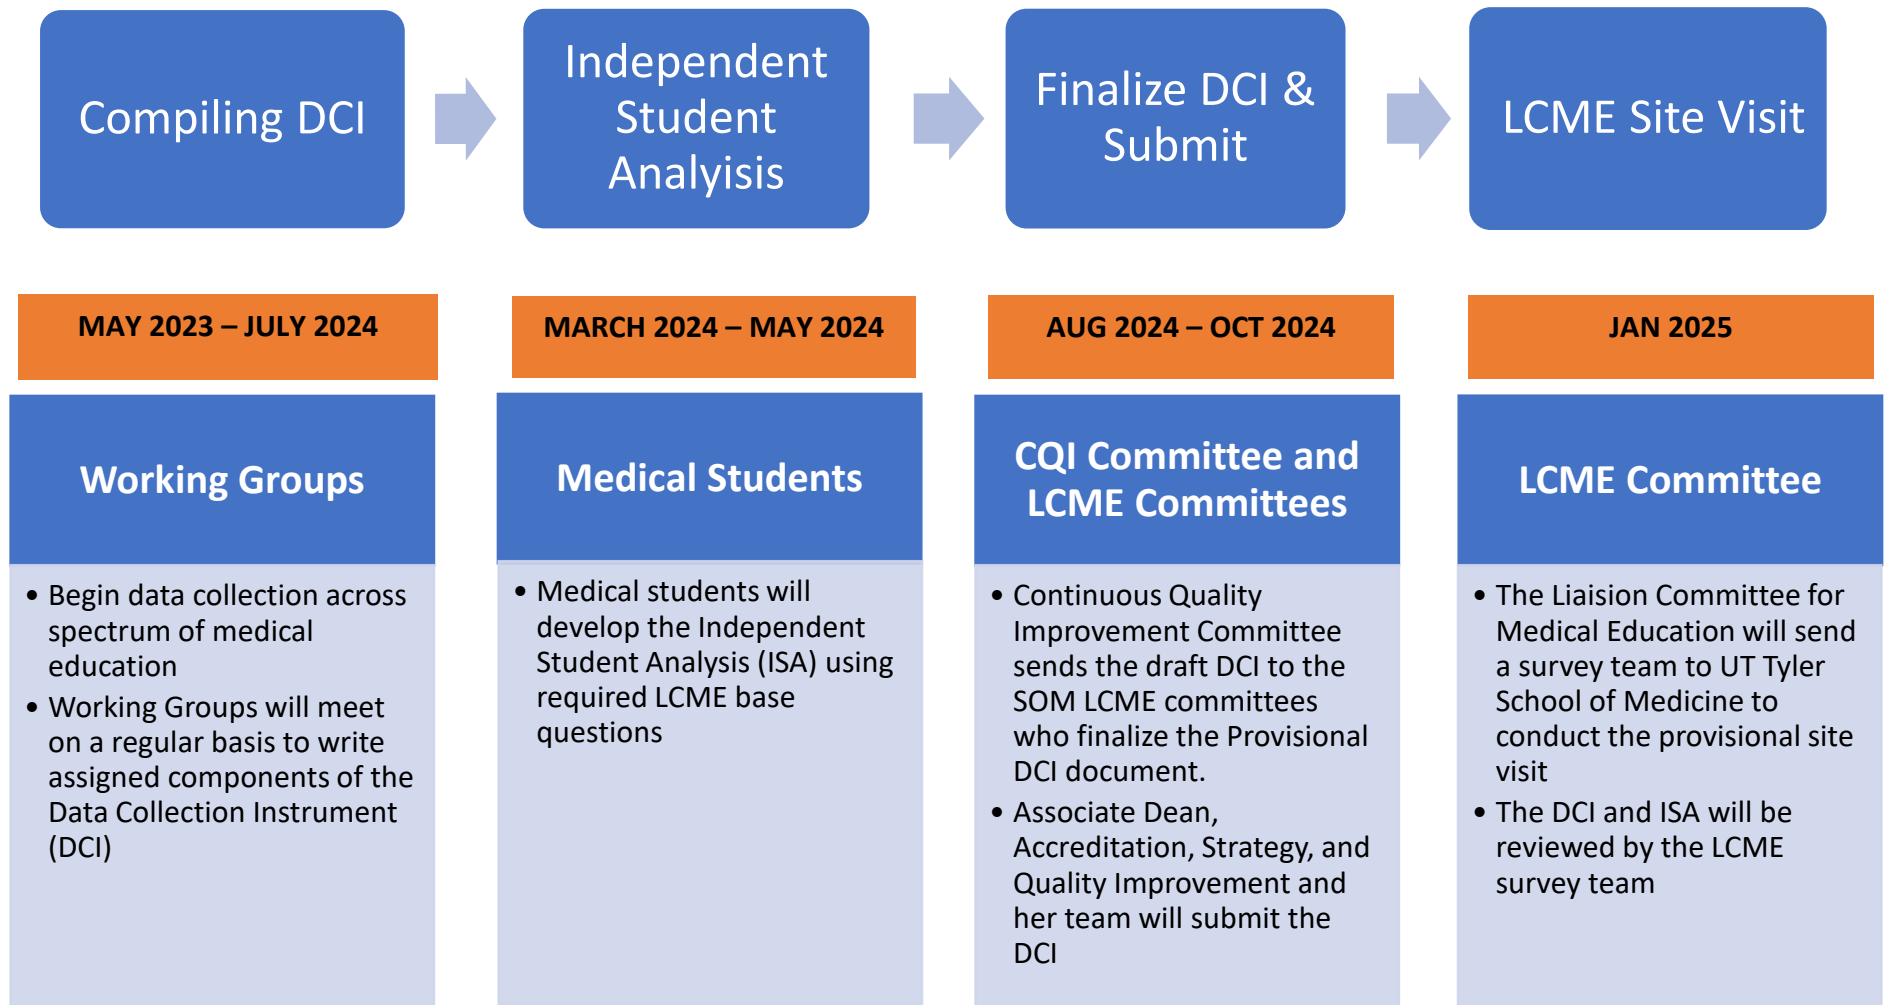 Compiling DCI
Independent
Student
Analyisis
Finalize DCI &
Submit
LCME Site Visit
MAY 2023 – JULY 2024
MARCH 2024 – MAY 2024
AUG 2024 – OCT 2024
JAN 2025
Working Groups
• Begin data collection across
spectrum of medical
education
• Working Groups will meet
on a regular basis to write
assigned components of the
Data Collection Instrument
(DCI)
Medical Students
• Medical students will
develop the Independent
Student Analysis (ISA) using
required LCME base
questions
CQI Committee and
LCME Committees
• Continuous Quality
Improvement Committee
sends the draft DCI to the
SOM LCME committees
who finalize the Provisional
DCI document.
• Associate Dean,
Accreditation, Strategy, and
Quality Improvement and
her team will submit the
DCI
LCME Committee
• The Liaision Committee for
Medical Education will send
a survey team to UT Tyler
School of Medicine to
conduct the provisional site
visit
• The DCI and ISA will be
reviewed by the LCME
survey team